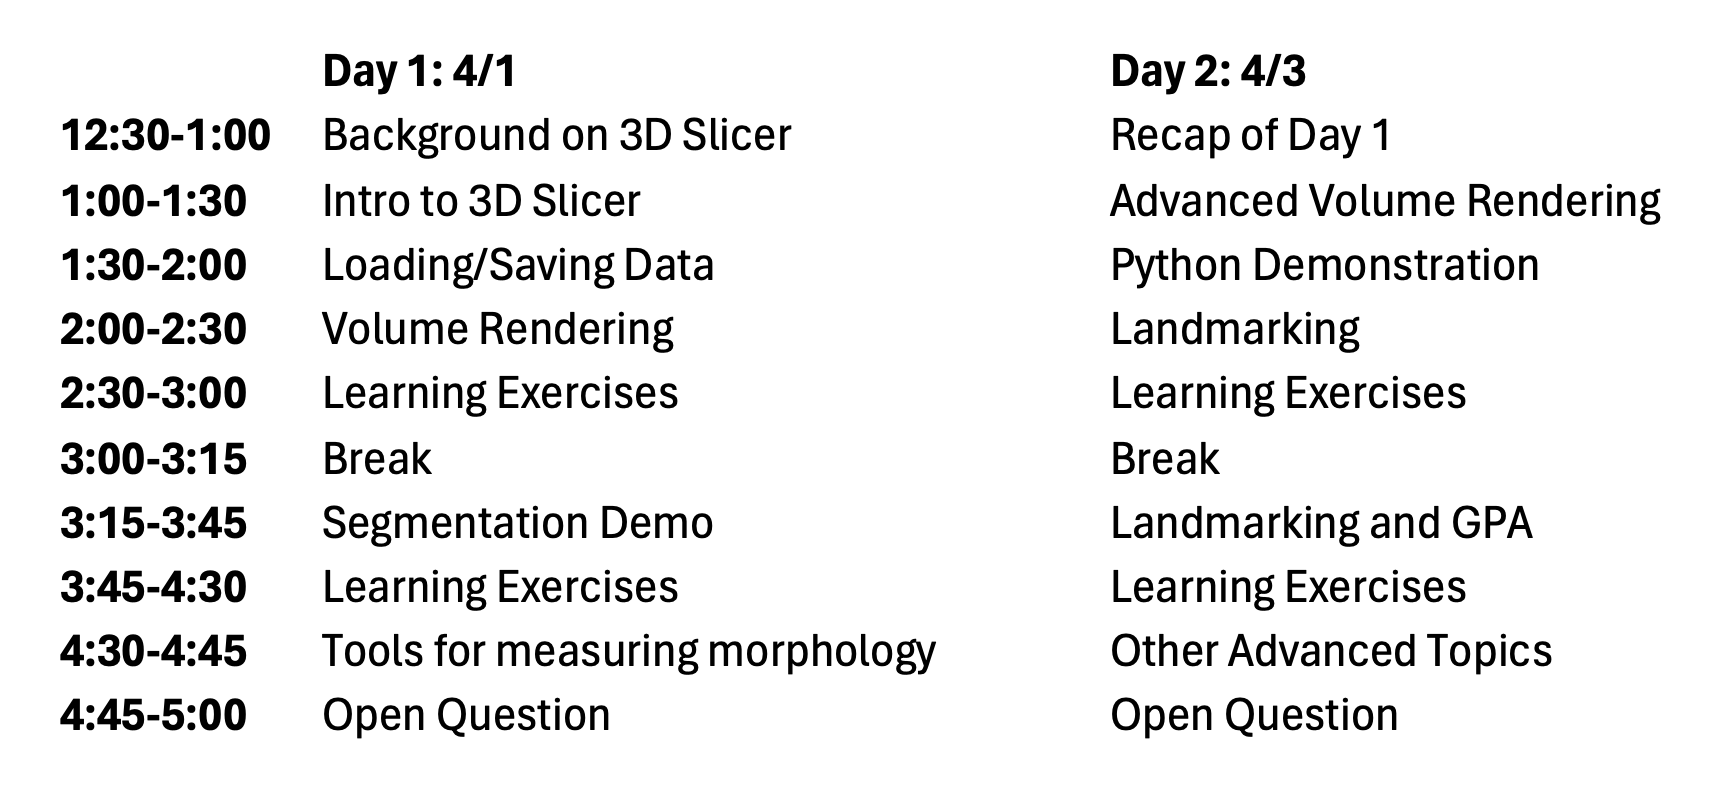 Day 1: 4/1 Day 2: 4/3
12:30-1:00 Background on 3D Slicer Recap of Day 1
1:00-1:30 Intro to 3D Slicer Advanced Volume Rendering
1:30-2:00 Loading/Saving Data Python Demonstration
2:00-2:30 Volume Rendering Landmarking
2:30-3:00 Learning Exercises Learning Exercises
3:00-3:15 Break Break
3:15-3:45 Segmentation Demo Landmarking and GPA
3:45-4:30 Learning Exercises Learning Exercises
4:30-4:45 Tools for measuring morphology Other Advanced Topics
4:45-5:00 Open Question Open Question